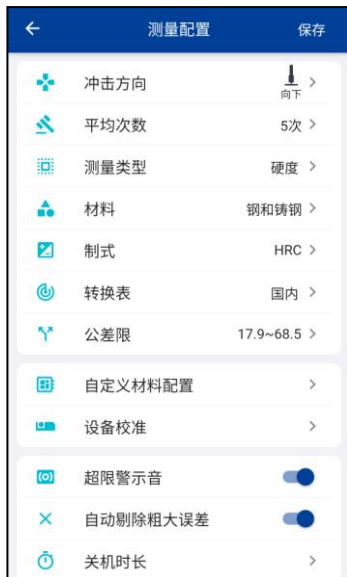 测量配置 保存
冲击方向 向下
平均次数 5次
测量类型 硬度
材料 钢和铸钢
制式 HRC
转换表 国内
公差限 17.9~68.5
自定义材料配置
设备校准
超限警示音
自动剔除粗大误差
关机时长